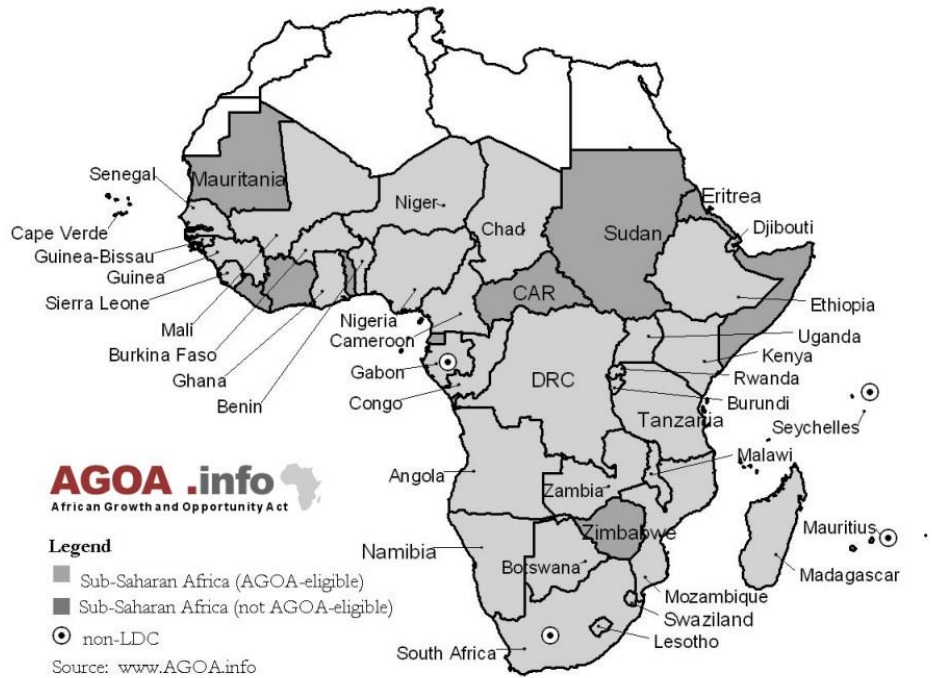 Senegal
Mauritania
Cape Verde
Guinea-Bissau
Guinea
Sierra Leone
Mali
Burkina Faso
Ghana
Benin
Niger
Chad
Sudan
Eritrea
Djibouti
CAR
Ethiopia
Nigeria
Cameroon
Uganda
Kenya
Gabon
Congo
DRC
Rwanda
Burundi
Tanzania
Seychelles
Malawi
Angola
Zambia
Zimbabwe
Mauritius
Namibia
Botswana
Madagascar
Mozambique
Swaziland
Lesotho
South Africa
AGOA .info
African Growth and Opportunity Act
Legend
Sub-Saharan Africa (AGOA-eligible)
Sub-Saharan Africa (not AGOA-eligible)
non-LDC
Source: www.AGOA.info